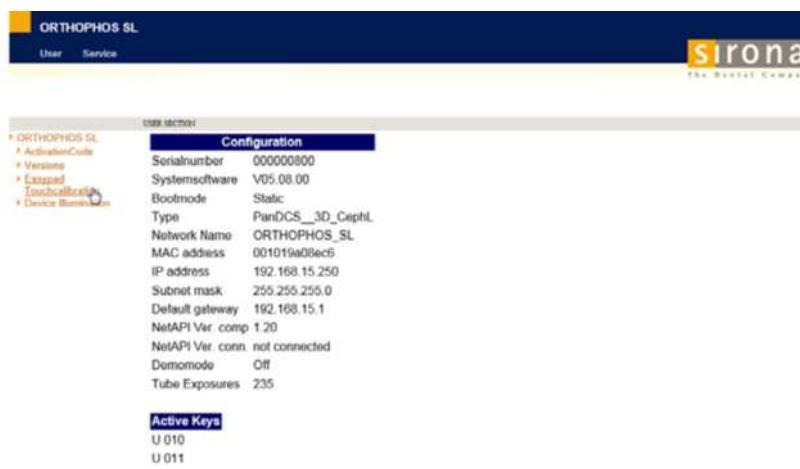 ORTHOPHOS SL
User Service
sirona
The Dental Company
USER SECTION
ORTHOPHOS SL
ActivationCode
Versions
Easypad
Touchcalibration
Device Illumination
Configuration
Serialnumber 000000800
Systemsoftware V05.08.00
Bootmode Static
Type PanDCS__3D_CephL
Network Name ORTHOPHOS_SL
MAC address 001019a08ec6
IP address 192.168.15.250
Subnet mask 255.255.255.0
Default gateway 192.168.15.1
NetAPI Ver. comp 1.20
NetAPI Ver. conn. not connected
Demomode Off
Tube Exposures 235
Active Keys
U 010
U 011